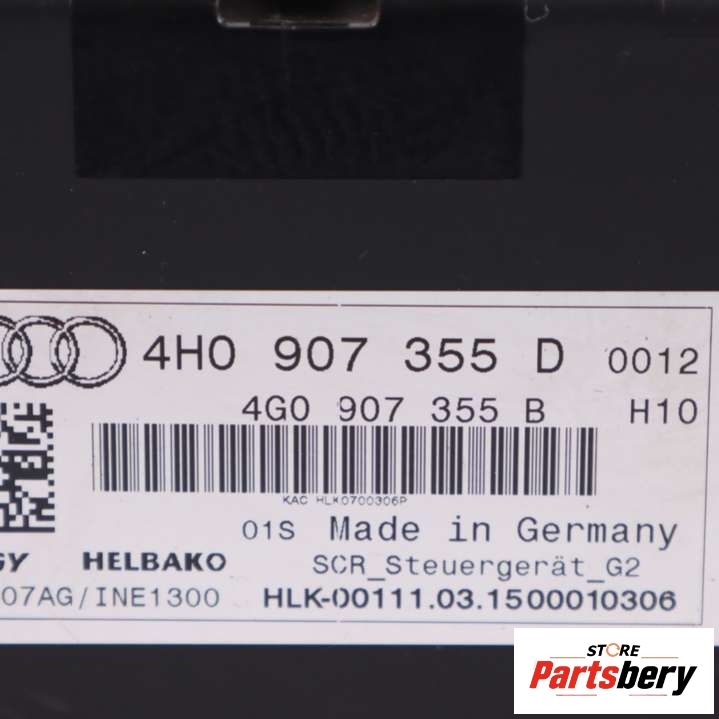 4H0 907 355 D 0012
4G0 907 355 B H10
KAC HLK0700306P
01S Made in Germany
GY HELBAKO SCR_Steuergerät_G2
07AG/INE1300 HLK-00111.03.1500010306
STORE
Partsbery